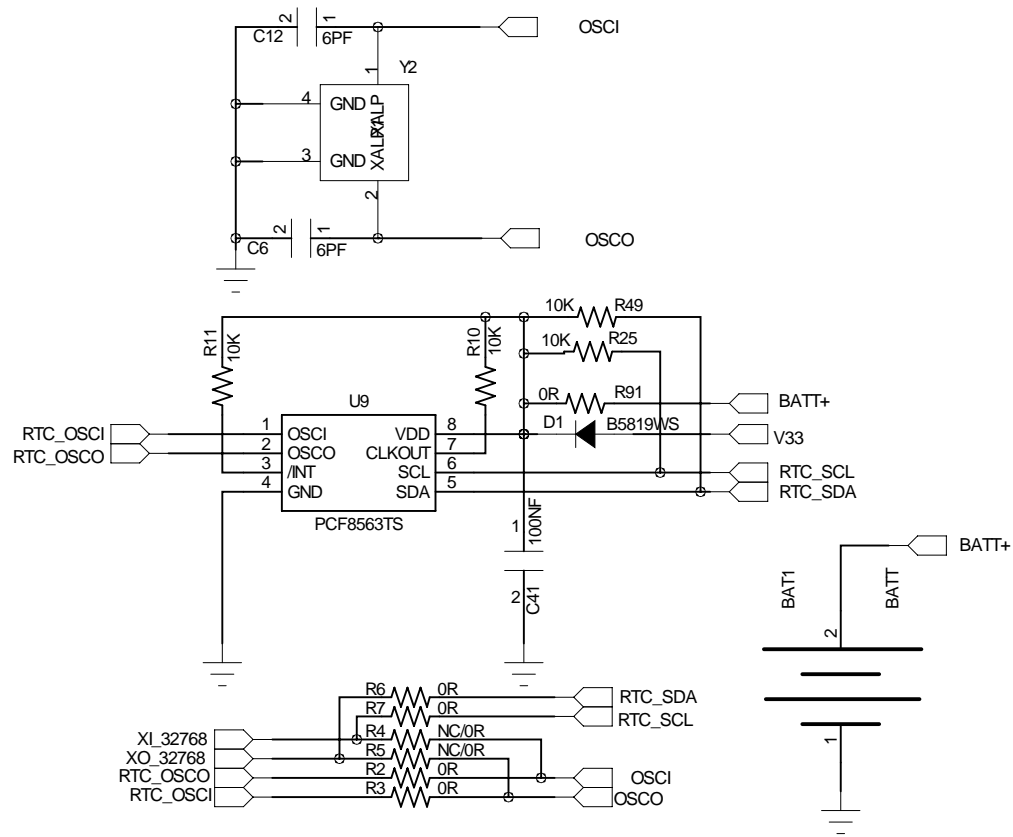 2 1 OSCI
C12 6PF
1 Y2
4 GND
3 GND
2
2 1
C6 6PF OSCO
10K R49
R11 10K
R10 10K
10K R25
0R R91 BATT+
U9 D1 B5819WS V33
RTC_OSCI 1 OSCI VDD 8
RTC_OSCO 2 OSCO CLKOUT 7
3 /INT SCL 6 RTC_SCL
4 GND SDA 5 RTC_SDA
PCF8563TS
1 100NF
2 C41
BATT+
BAT1 BATT
2
1
R6 0R RTC_SDA
R7 0R RTC_SCL
XI_32768 R4 NC/0R
XO_32768 R5 NC/0R
RTC_OSCO R2 0R OSCI
RTC_OSCI R3 0R OSCO